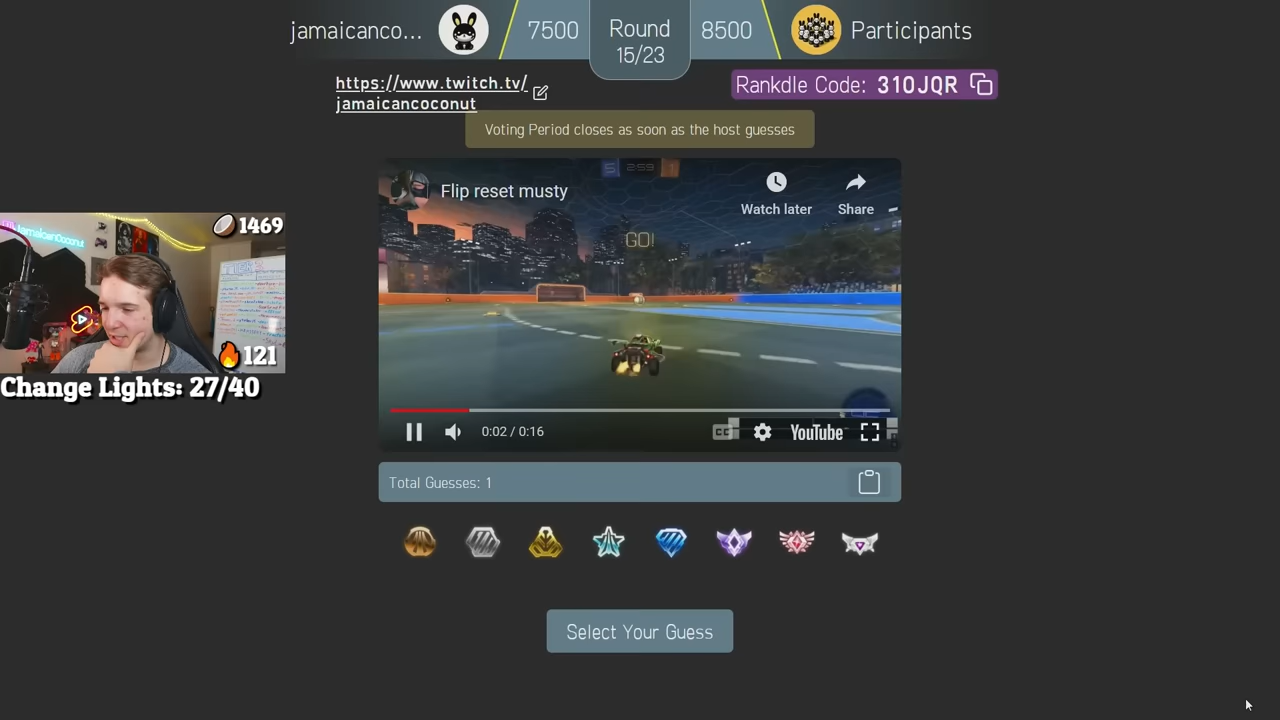 jamaicanco...
7500
Round
15/23
8500
Participants
https://www.twitch.tv/
jamaicancoconut
Rankdle Code: 310JQR
Voting Period closes as soon as the host guesses
Flip reset musty
Watch later
Share
GO!
1469
121
Change Lights: 27/40
0:02 / 0:16
CC
YouTube
Total Guesses: 1
Select Your Guess